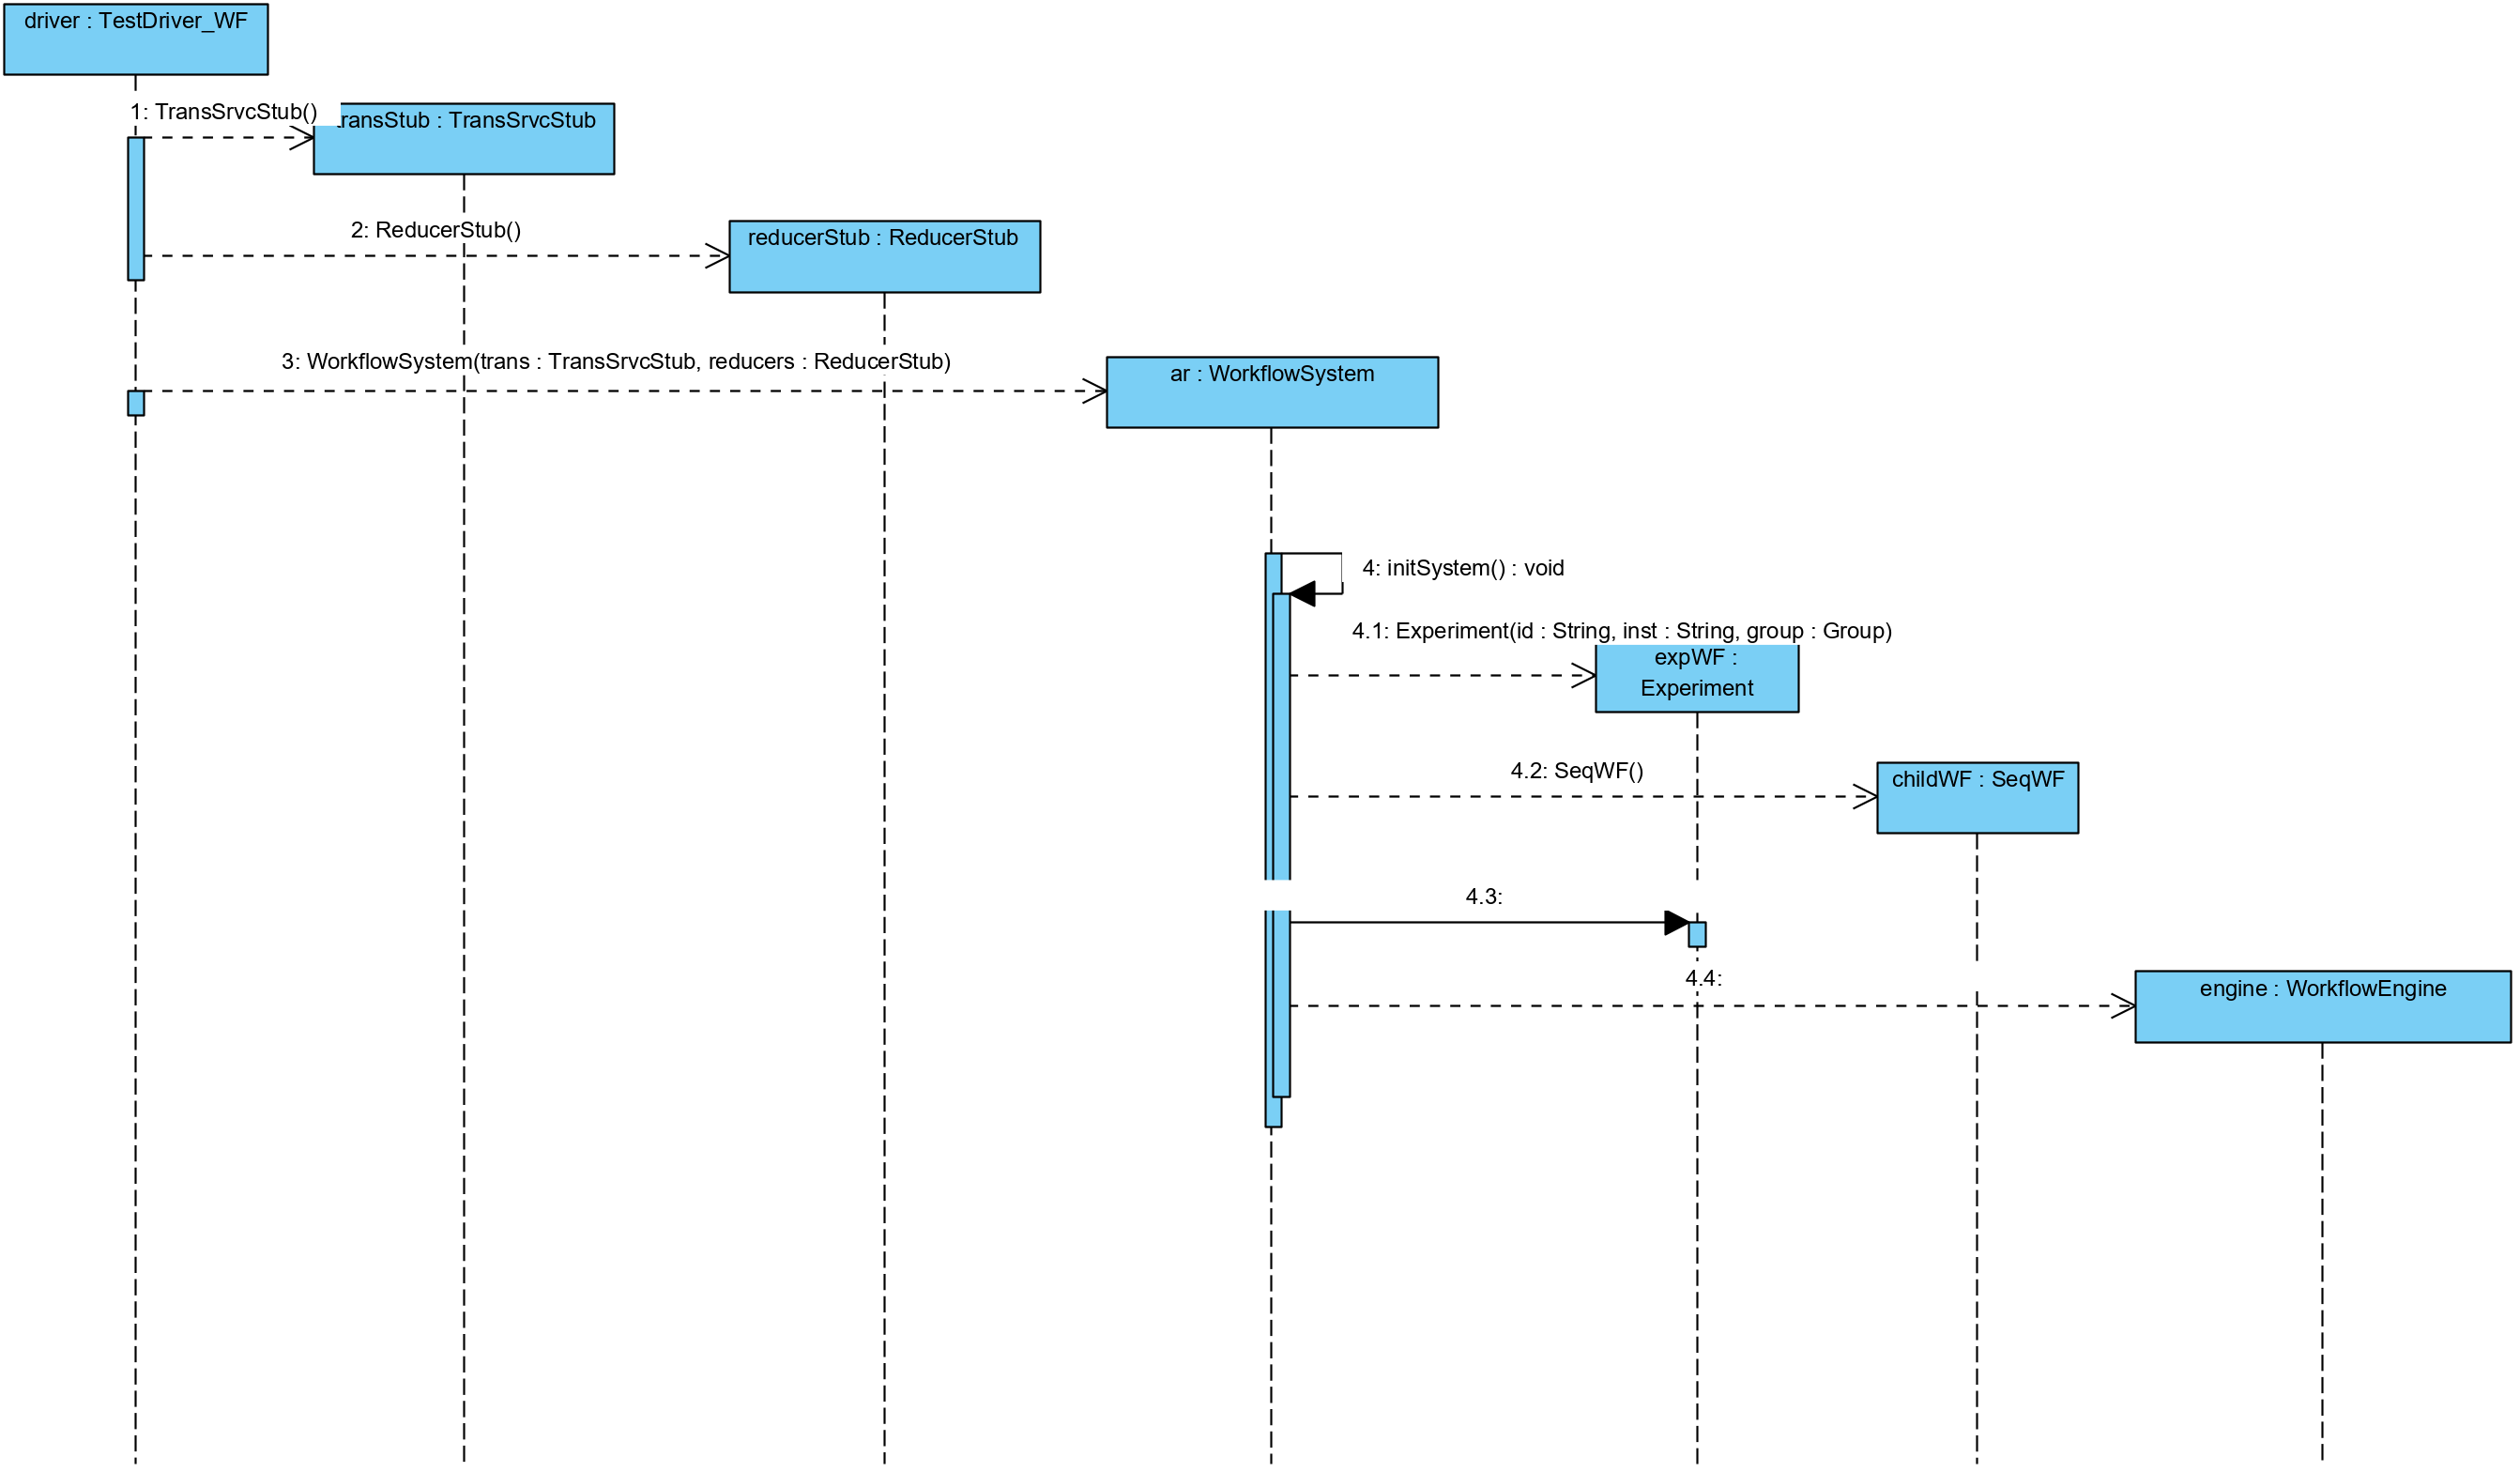 driver : TestDriver_WF
1: TransSrvcStub()
ransStub : TransSrvcStub
2: ReducerStub()
reducerStub : ReducerStub
3: WorkflowSystem(trans : TransSrvcStub, reducers : ReducerStub)
ar : WorkflowSystem
4: initSystem() : void
4.1: Experiment(id : String, inst : String, group : Group)
expWF :
Experiment
4.2: SeqWF()
childWF : SeqWF
4.3:
4.4:
engine : WorkflowEngine